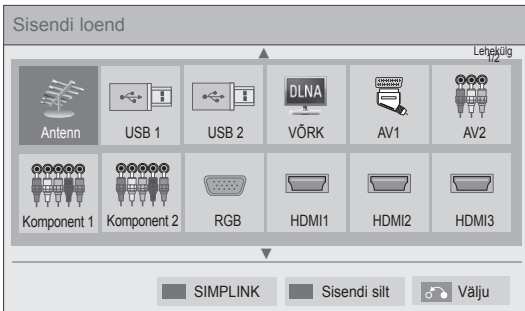 Sisendi loend
Lehekülg
1/2
DLNA
Antenn USB 1 USB 2 VÕRK AV1 AV2
Komponent 1 Komponent 2 RGB HDMI1 HDMI2 HDMI3
SIMPLINK Sisendi silt Välju